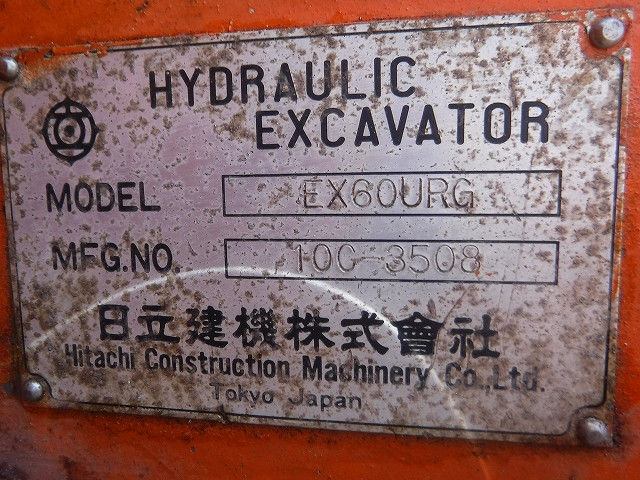 HYDRAULIC
EXCAVATOR
MODEL EX60URG
MFG.NO. 10C-3508
日立建機株式會社
Hitachi Construction Machinery Co.,Ltd.
Tokyo Japan